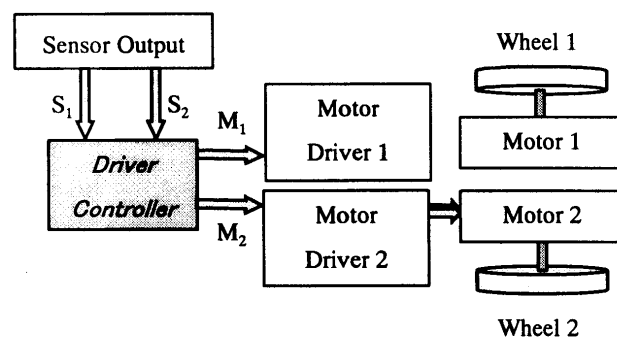 Sensor Output
Wheel 1
S1
S2
M1
Motor
Driver 1
Motor 1
Driver
Controller
M2
Motor
Driver 2
Motor 2
Wheel 2